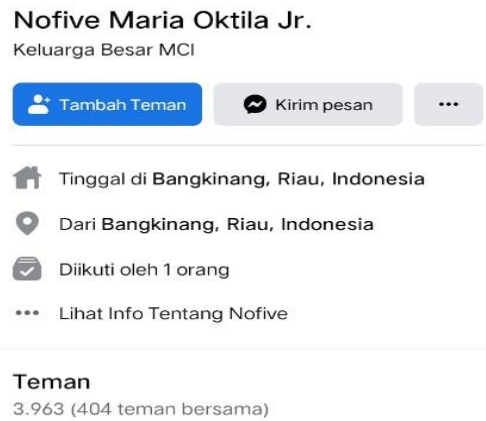 Nofive Maria Oktila Jr.
Keluarga Besar MCI
Tambah Teman
Kirim pesan
Tinggal di Bangkinang, Riau, Indonesia
Dari Bangkinang, Riau, Indonesia
Diikuti oleh 1 orang
Lihat Info Tentang Nofive
Teman
3.963 (404 teman bersama)